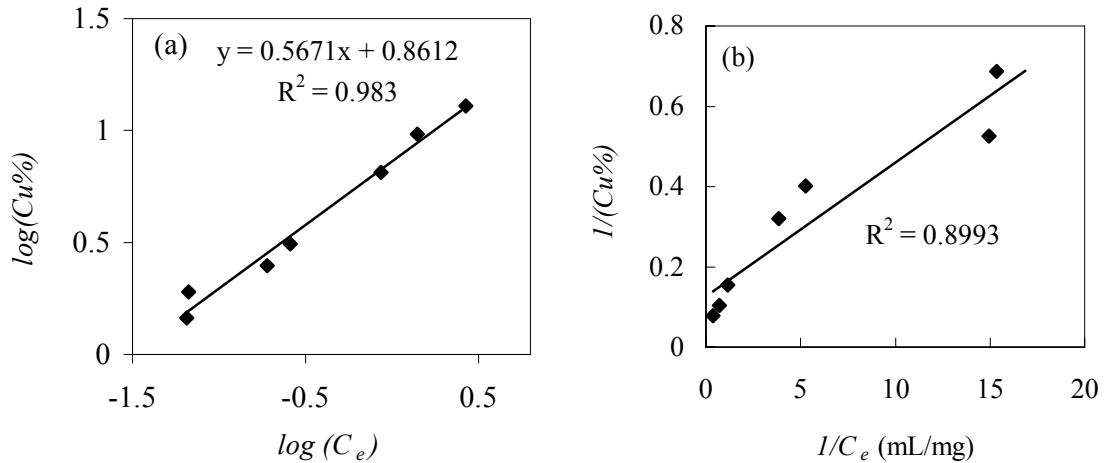 (a)
y = 0.5671x + 0.8612
R² = 0.983
1.5
1
0.5
0
-1.5
-0.5
0.5
log(Cu%)
log (C e)
(b)
R² = 0.8993
0.8
0.6
0.4
0.2
0
0
5
10
15
20
1/(Cu%)
1/C e (mL/mg)